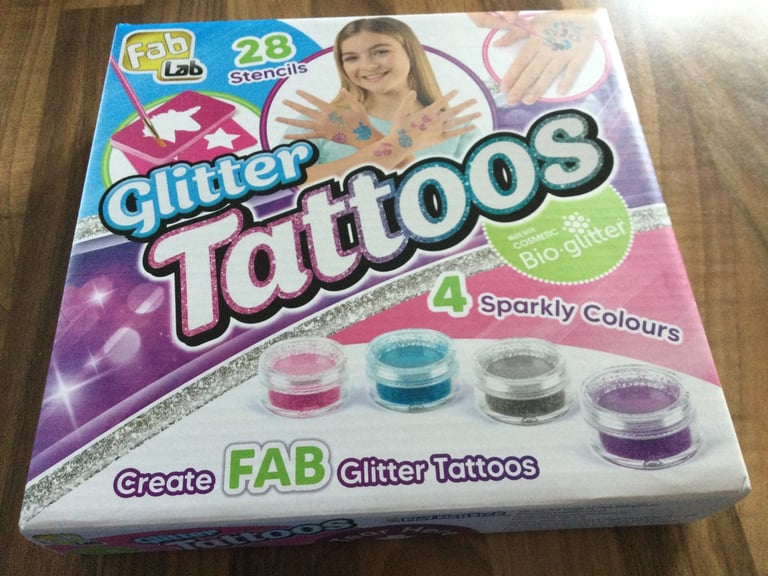 Fab
Lab
28
Stencils
Glitter
Tattoos
MADE WITH
COSMETIC
Bio-glitter
4 Sparkly Colours
Create FAB Glitter Tattoos
Glitter
Tattoos